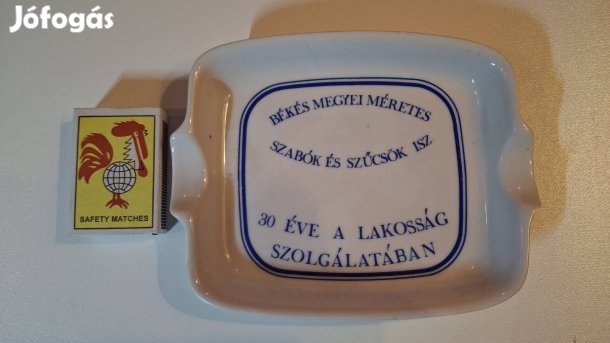 Jófogás
BÉKÉS MEGYEI MÉRETES
SZABÓK ÉS SZŰCSÖK ISZ
30 ÉVE A LAKOSSÁG
SZOLGÁLATÁBAN
SAFETY MATCHES